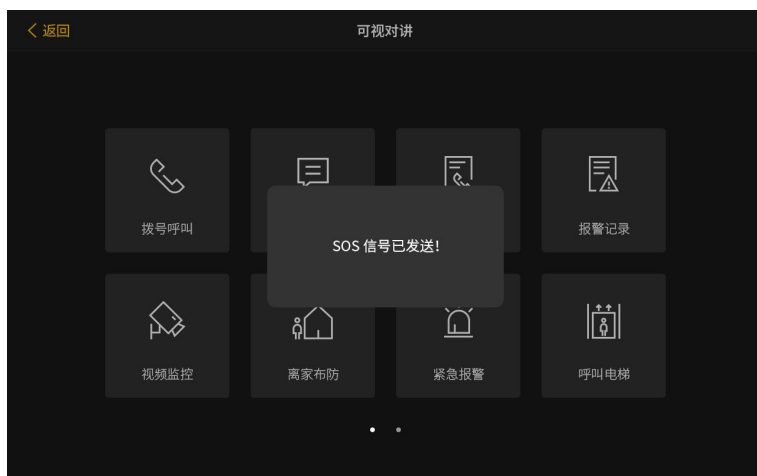 返回
可视对讲
拨号呼叫
报警记录
SOS 信号已发送!
视频监控
离家布防
紧急报警
呼叫电梯